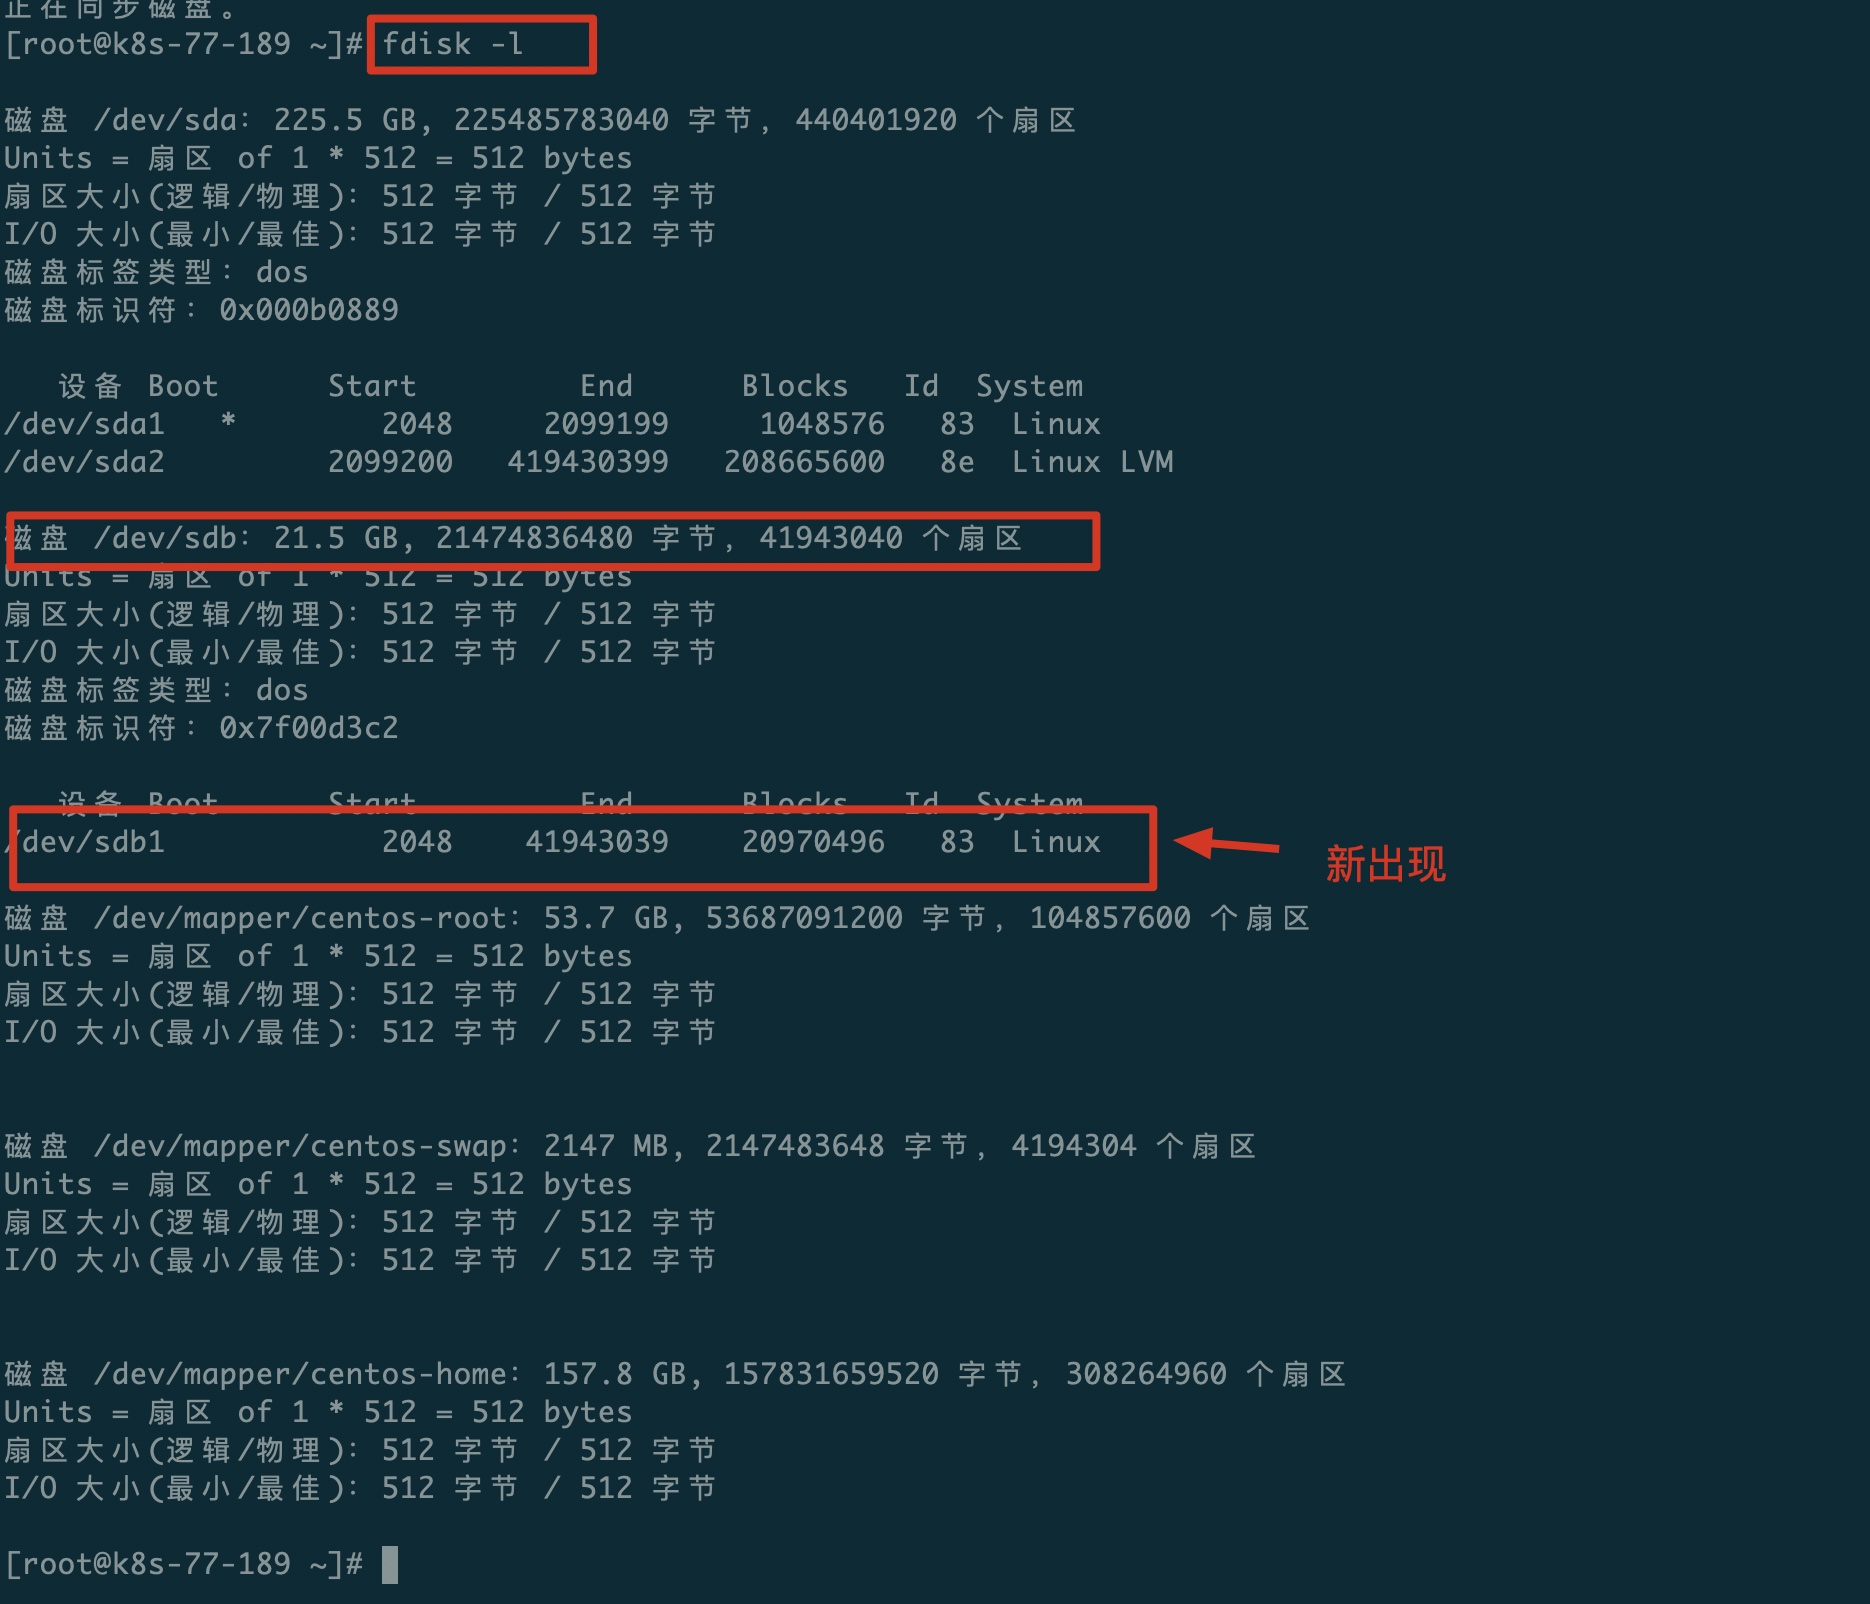 正在同步磁盘。
[root@k8s-77-189 ~]# fdisk -l
磁盘 /dev/sda: 225.5 GB, 225485783040 字节, 440401920 个扇区
Units = 扇区 of 1 * 512 = 512 bytes
扇区大小(逻辑/物理): 512 字节 / 512 字节
I/O 大小(最小/最佳): 512 字节 / 512 字节
磁盘标签类型: dos
磁盘标识符: 0x000b0889
设备 Boot Start End Blocks Id System
/dev/sda1 * 2048 2099199 1048576 83 Linux
/dev/sda2 2099200 419430399 208665600 8e Linux LVM
磁盘 /dev/sdb: 21.5 GB, 21474836480 字节, 41943040 个扇区
Units = 扇区 of 1 * 512 = 512 bytes
扇区大小(逻辑/物理): 512 字节 / 512 字节
I/O 大小(最小/最佳): 512 字节 / 512 字节
磁盘标签类型: dos
磁盘标识符: 0x7f00d3c2
设备 Boot Start End Blocks Id System
/dev/sdb1 2048 41943039 20970496 83 Linux
新出现
磁盘 /dev/mapper/centos-root: 53.7 GB, 53687091200 字节, 104857600 个扇区
Units = 扇区 of 1 * 512 = 512 bytes
扇区大小(逻辑/物理): 512 字节 / 512 字节
I/O 大小(最小/最佳): 512 字节 / 512 字节
磁盘 /dev/mapper/centos-swap: 2147 MB, 2147483648 字节, 4194304 个扇区
Units = 扇区 of 1 * 512 = 512 bytes
扇区大小(逻辑/物理): 512 字节 / 512 字节
I/O 大小(最小/最佳): 512 字节 / 512 字节
磁盘 /dev/mapper/centos-home: 157.8 GB, 157831659520 字节, 308264960 个扇区
Units = 扇区 of 1 * 512 = 512 bytes
扇区大小(逻辑/物理): 512 字节 / 512 字节
I/O 大小(最小/最佳): 512 字节 / 512 字节
[root@k8s-77-189 ~]#